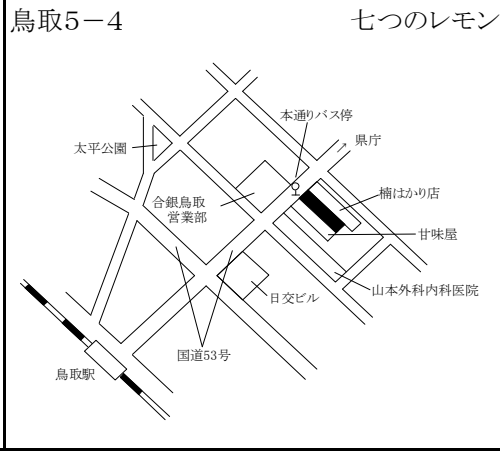 鳥取5－4
七つのレモン
本通りバス停
県庁
太平公園
楠はかり店
合銀鳥取
営業部
甘味屋
山本外科内科医院
日交ビル
国道53号
鳥取駅